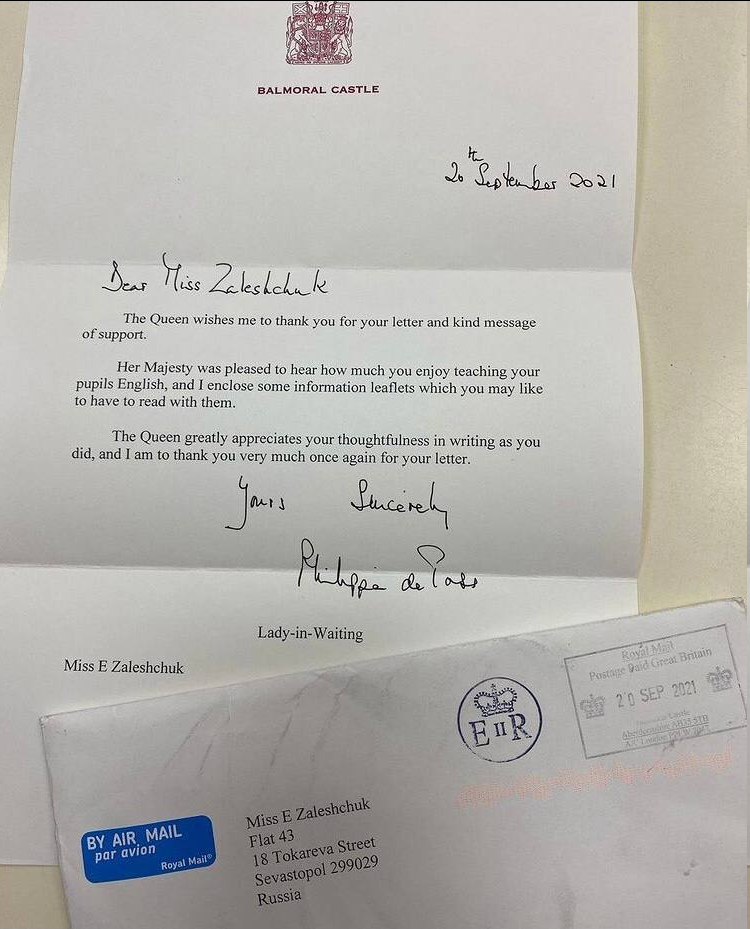 BALMORAL CASTLE
20th September 2021
Dear Miss Zaleshchuk
The Queen wishes me to thank you for your letter and kind message
of support.
Her Majesty was pleased to hear how much you enjoy teaching your
pupils English, and I enclose some information leaflets which you may like
to have to read with them.
The Queen greatly appreciates your thoughtfulness in writing as you
did, and I am to thank you very much once again for your letter.
Yours Sincerely
Philippa de
Lady-in-Waiting
Miss E Zaleshchuk
Royal Mail
Postage Paid Great Britain
20 SEP 2021
E II R
BY AIR MAIL
par avion
Royal Mail®
Miss E Zaleshchuk
Flat 43
18 Tokareva Street
Sevastopol 299029
Russia